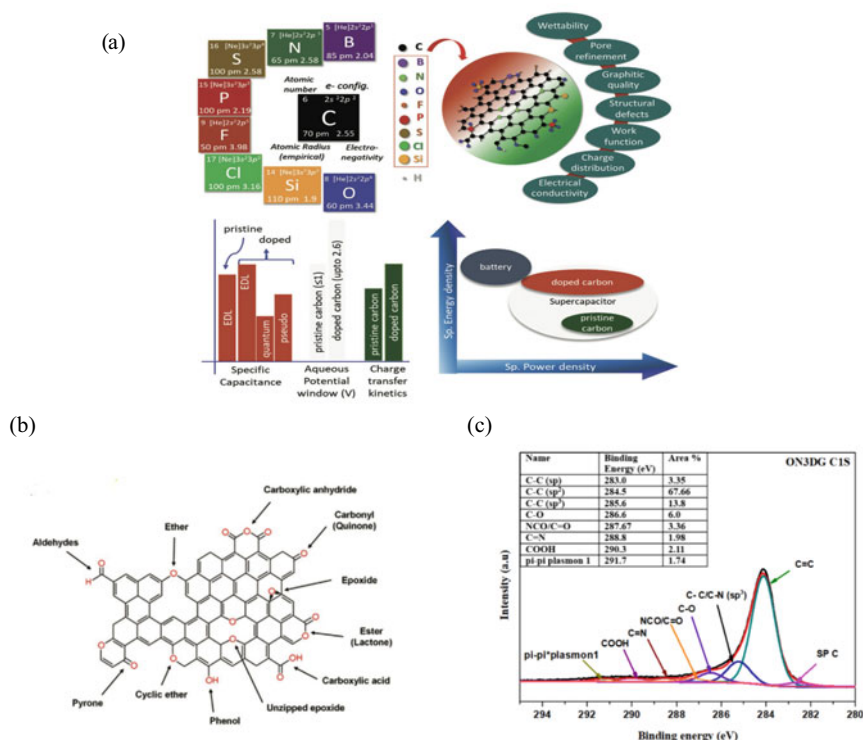 (a)
16 [Ne]3s²3p⁴
S
100 pm 2.58
7 [He]2s²2p³
N
65 pm 2.58
5 [He]2s²2p¹
B
85 pm 2.04
15 [Ne]3s²3p³
P
100 pm 2.19
9 [He]2s²2p⁵
F
50 pm 3.98
17 [Ne]3s²3p⁵
Cl
100 pm 3.16
14 [Ne]3s²3p²
Si
110 pm 1.9
8 [He]2s²2p⁴
O
60 pm 3.44
Atomic number
e- config.
6 2s²2p²
C
70 pm 2.55
Atomic Radius (empirical)
Electro-negativity
C
B
N
O
F
P
S
Cl
Si
H
Wettability
Pore refinement
Graphitic quality
Structural defects
Work function
Charge distribution
Electrical conductivity
pristine
doped
EDL
EDL
quantum
pseudo
pristine carbon (≤1)
doped carbon (upto 2.6)
pristine carbon
doped carbon
Specific Capacitance
Aqueous Potential window (V)
Charge transfer kinetics
Sp. Energy density
battery
doped carbon
Supercapacitor
pristine carbon
Sp. Power density
(b)
Carboxylic anhydride
Carbonyl (Quinone)
Ether
Aldehydes
Epoxide
Ester (Lactone)
Carboxylic acid
Unzipped epoxide
Phenol
Cyclic ether
Pyrone
(c)
ON3DG C1S
Name Binding Energy (eV) Area %
C-C (sp) 283.0 3.35
C-C (sp²) 284.5 67.66
C-C (sp³) 285.6 13.8
C-O 286.6 6.0
NCO/C=O 287.67 3.36
C=N 288.8 1.98
COOH 290.3 2.11
pi-pi plasmon 1 291.7 1.74
C=C
C- C/C-N (sp³)
C-O
NCO/C=O
C=N
COOH
pi-pi*plasmon1
SP C
Intensity (a.u)
294 292 290 288 286 284 282 280
Binding energy (eV)